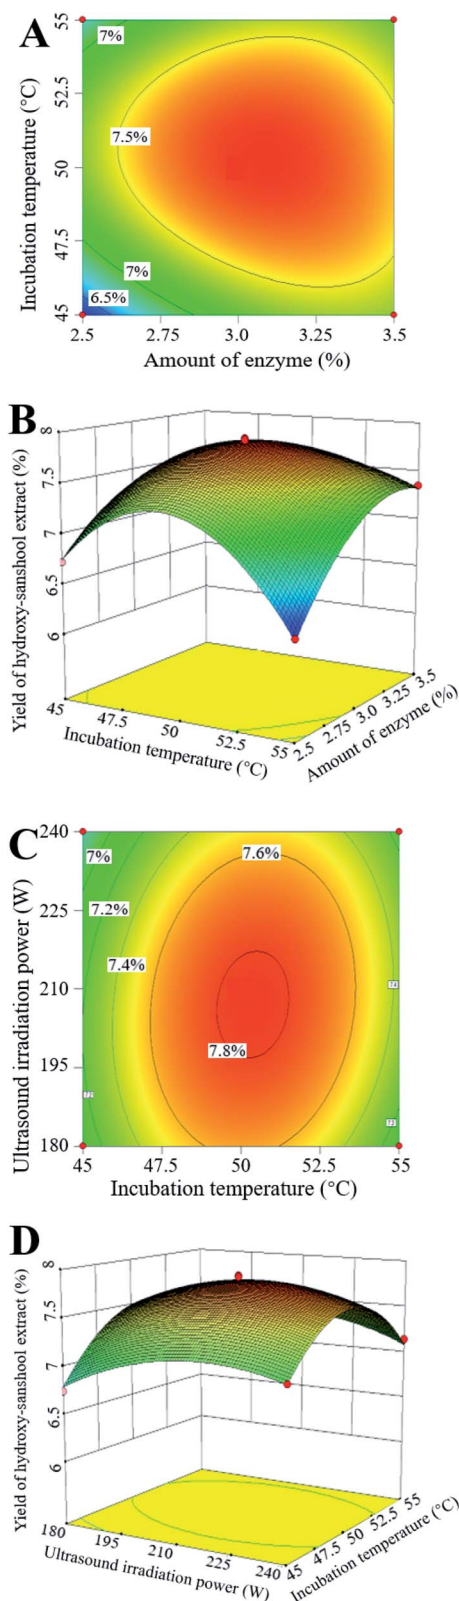 A
Incubation temperature (°C)
55
52.5
50
47.5
45
7%
7.5%
7%
6.5%
2.5 2.75 3.0 3.25 3.5
Amount of enzyme (%)
B
Yield of hydroxy-sanshool extract (%)
8
7.5
7
6.5
6
45 47.5 50 52.5 55
Incubation temperature (°C)
2.5 2.75 3.0 3.25 3.5
Amount of enzyme (%)
C
Ultrasound irradiation power (W)
240
225
210
195
180
7%
7.2%
7.4%
7.6%
7.8%
7.4
7.2
7.2
45 47.5 50 52.5 55
Incubation temperature (°C)
D
Yield of hydroxy-sanshool extract (%)
8
7.5
7
6.5
6
180 195 210 225 240
Ultrasound irradiation power (W)
45 47.5 50 52.5 55
Incubation temperature (°C)